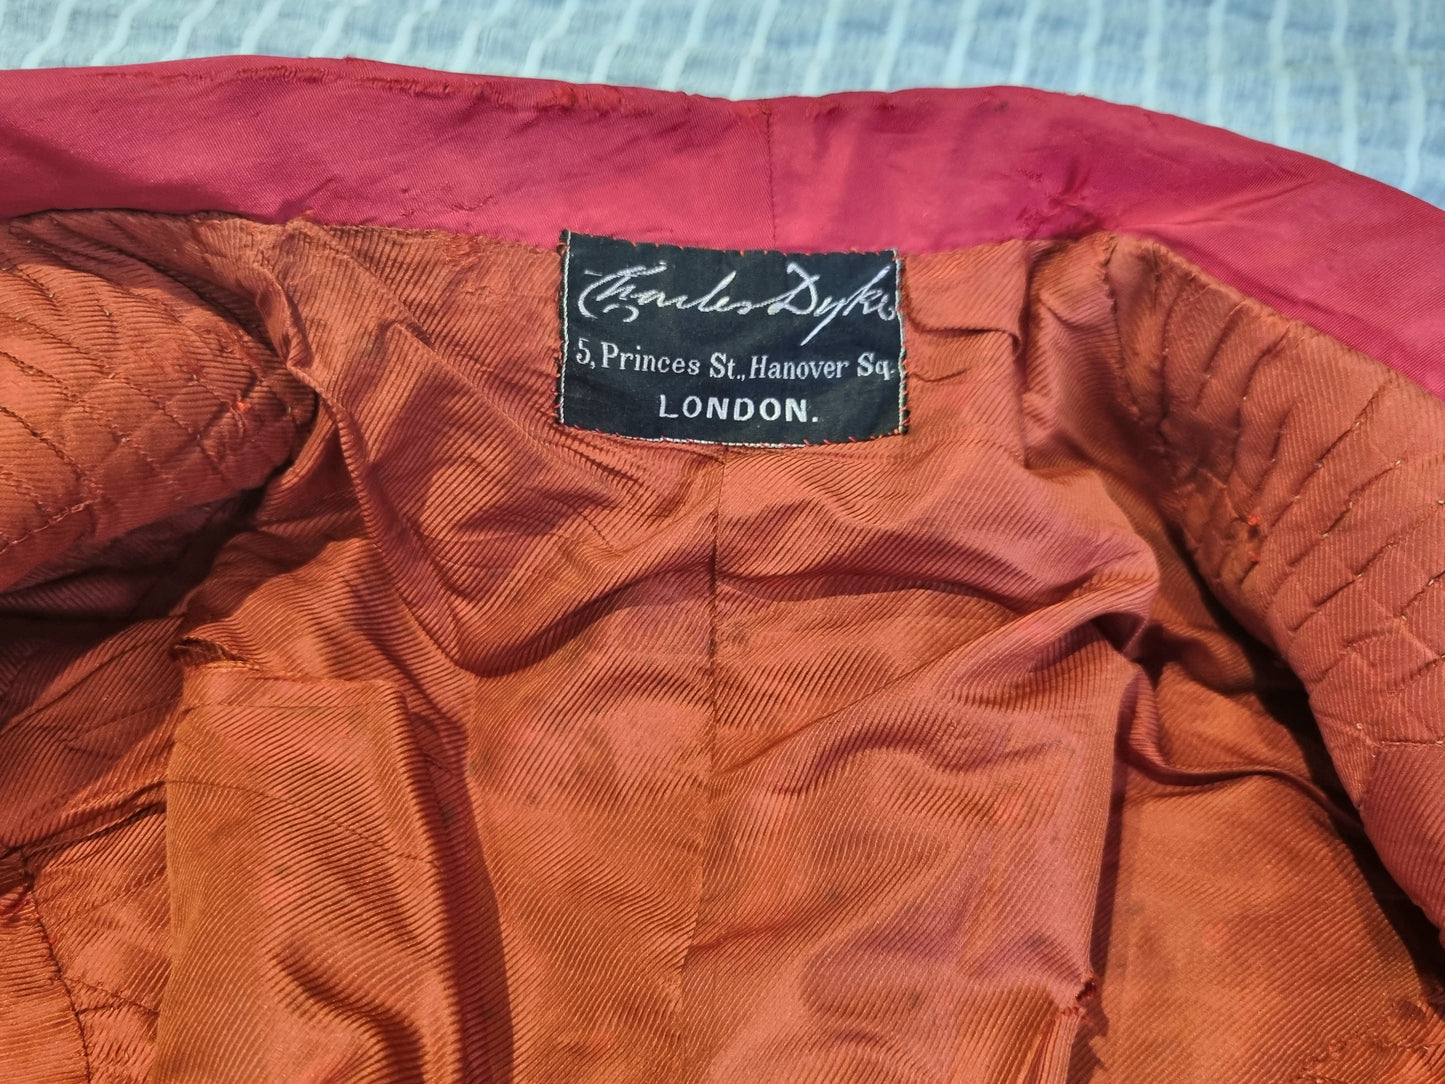 Charles Dyke
5, Princes St., Hanover Sq.
LONDON.